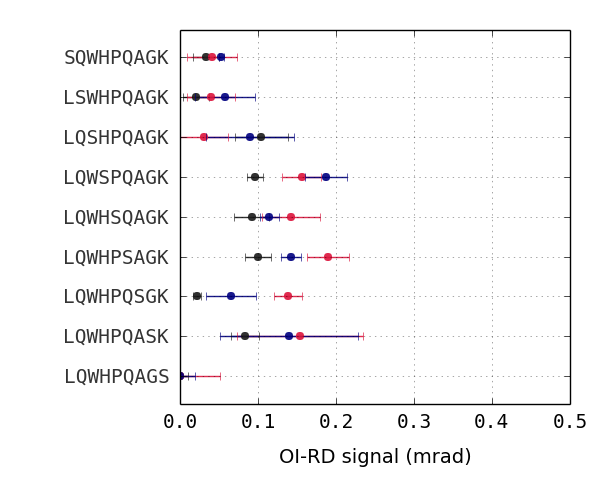 SQWHPQAGK
LSWHPQAGK
LQSHPQAGK
LQWSPQAGK
LQWHSQAGK
LQWHPSAGK
LQWHPQSGK
LQWHPQASK
LQWHPQAGS
0.0 0.1 0.2 0.3 0.4 0.5
OI-RD signal (mrad)